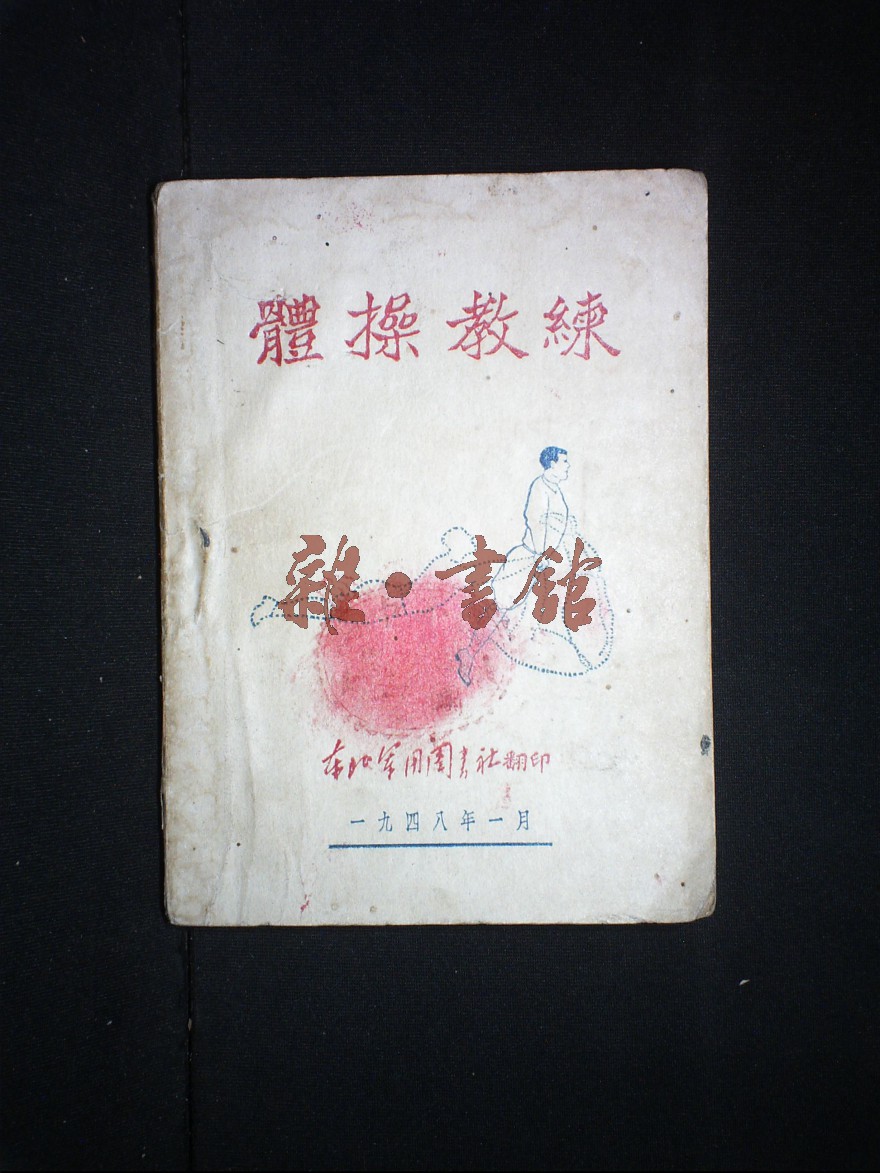 體操教練
雜·書館
东北军用图书社翻印
一九四八年一月